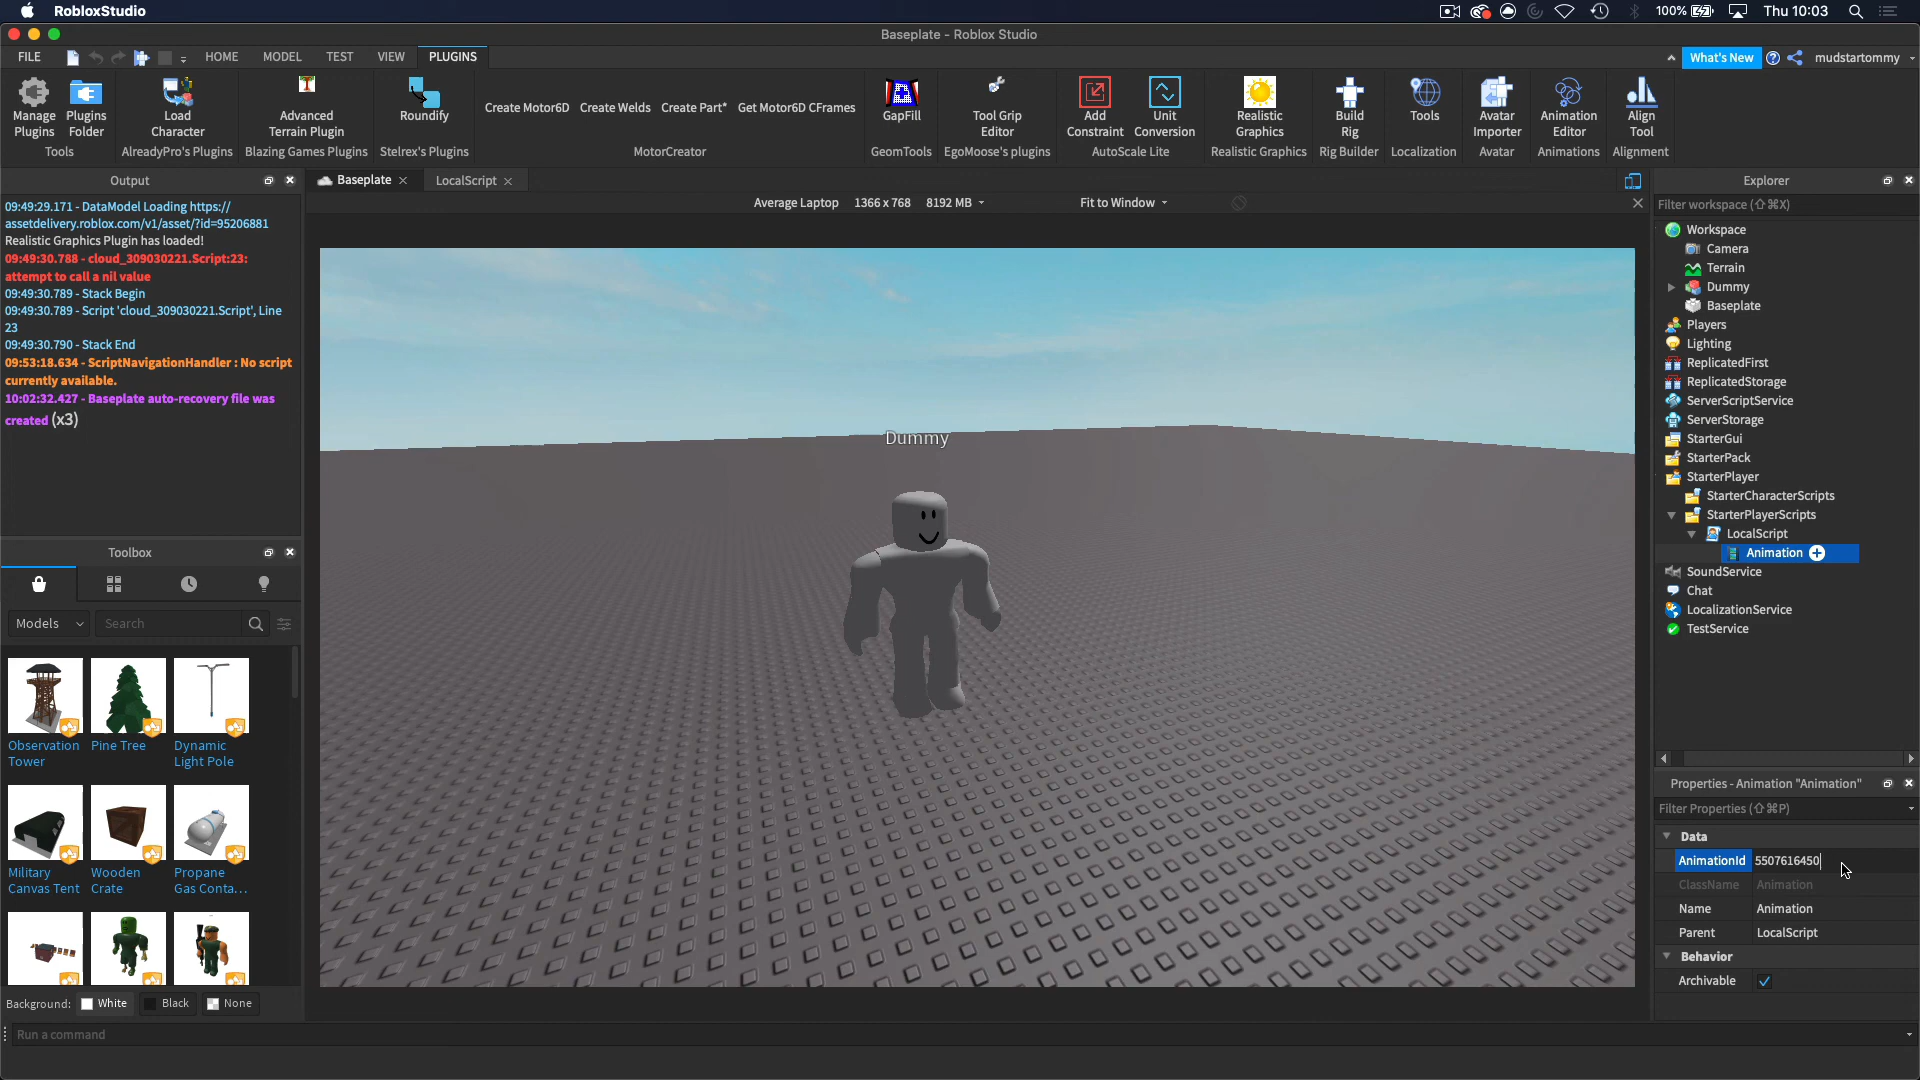 RobloxStudio
100%
Thu 10:03
Baseplate - Roblox Studio
FILE
HOME
MODEL
TEST
VIEW
PLUGINS
What's New
mudstartommy
Manage
Plugins
Plugins
Folder
Tools
Load
Character
AlreadyPro's Plugins
Advanced
Terrain Plugin
Blazing Games Plugins
Roundify
Stelrex's Plugins
Create Motor6D
Create Welds
Create Part*
Get Motor6D CFrames
MotorCreator
GapFill
GeomTools
Tool Grip
Editor
EgoMoose's plugins
Add
Constraint
Unit
Conversion
AutoScale Lite
Realistic
Graphics
Realistic Graphics
Build
Rig
Rig Builder
Tools
Localization
Avatar
Importer
Avatar
Animation
Editor
Animations
Align
Tool
Alignment
Output
09:49:29.171 - DataModel Loading https://
assetdelivery.roblox.com/v1/asset/?id=95206881
Realistic Graphics Plugin has loaded!
09:49:30.788 - cloud_309030221.Script:23:
attempt to call a nil value
09:49:30.789 - Stack Begin
09:49:30.789 - Script 'cloud_309030221.Script', Line
23
09:49:30.790 - Stack End
09:53:18.634 - ScriptNavigationHandler : No script
currently available.
10:02:32.427 - Baseplate auto-recovery file was
created (x3)
Toolbox
Models
Search
Observation
Tower
Pine Tree
Dynamic
Light Pole
Military
Canvas Tent
Wooden
Crate
Propane
Gas Conta...
Background:
White
Black
None
Run a command
Baseplate
LocalScript
Average Laptop
1366 x 768
8192 MB
Fit to Window
Dummy
Explorer
Filter workspace (⇧⌘X)
Workspace
Camera
Terrain
Dummy
Baseplate
Players
Lighting
ReplicatedFirst
ReplicatedStorage
ServerScriptService
ServerStorage
StarterGui
StarterPack
StarterPlayer
StarterCharacterScripts
StarterPlayerScripts
LocalScript
Animation
SoundService
Chat
LocalizationService
TestService
Properties - Animation "Animation"
Filter Properties (⇧⌘P)
Data
AnimationId 5507616450
ClassName Animation
Name Animation
Parent LocalScript
Behavior
Archivable